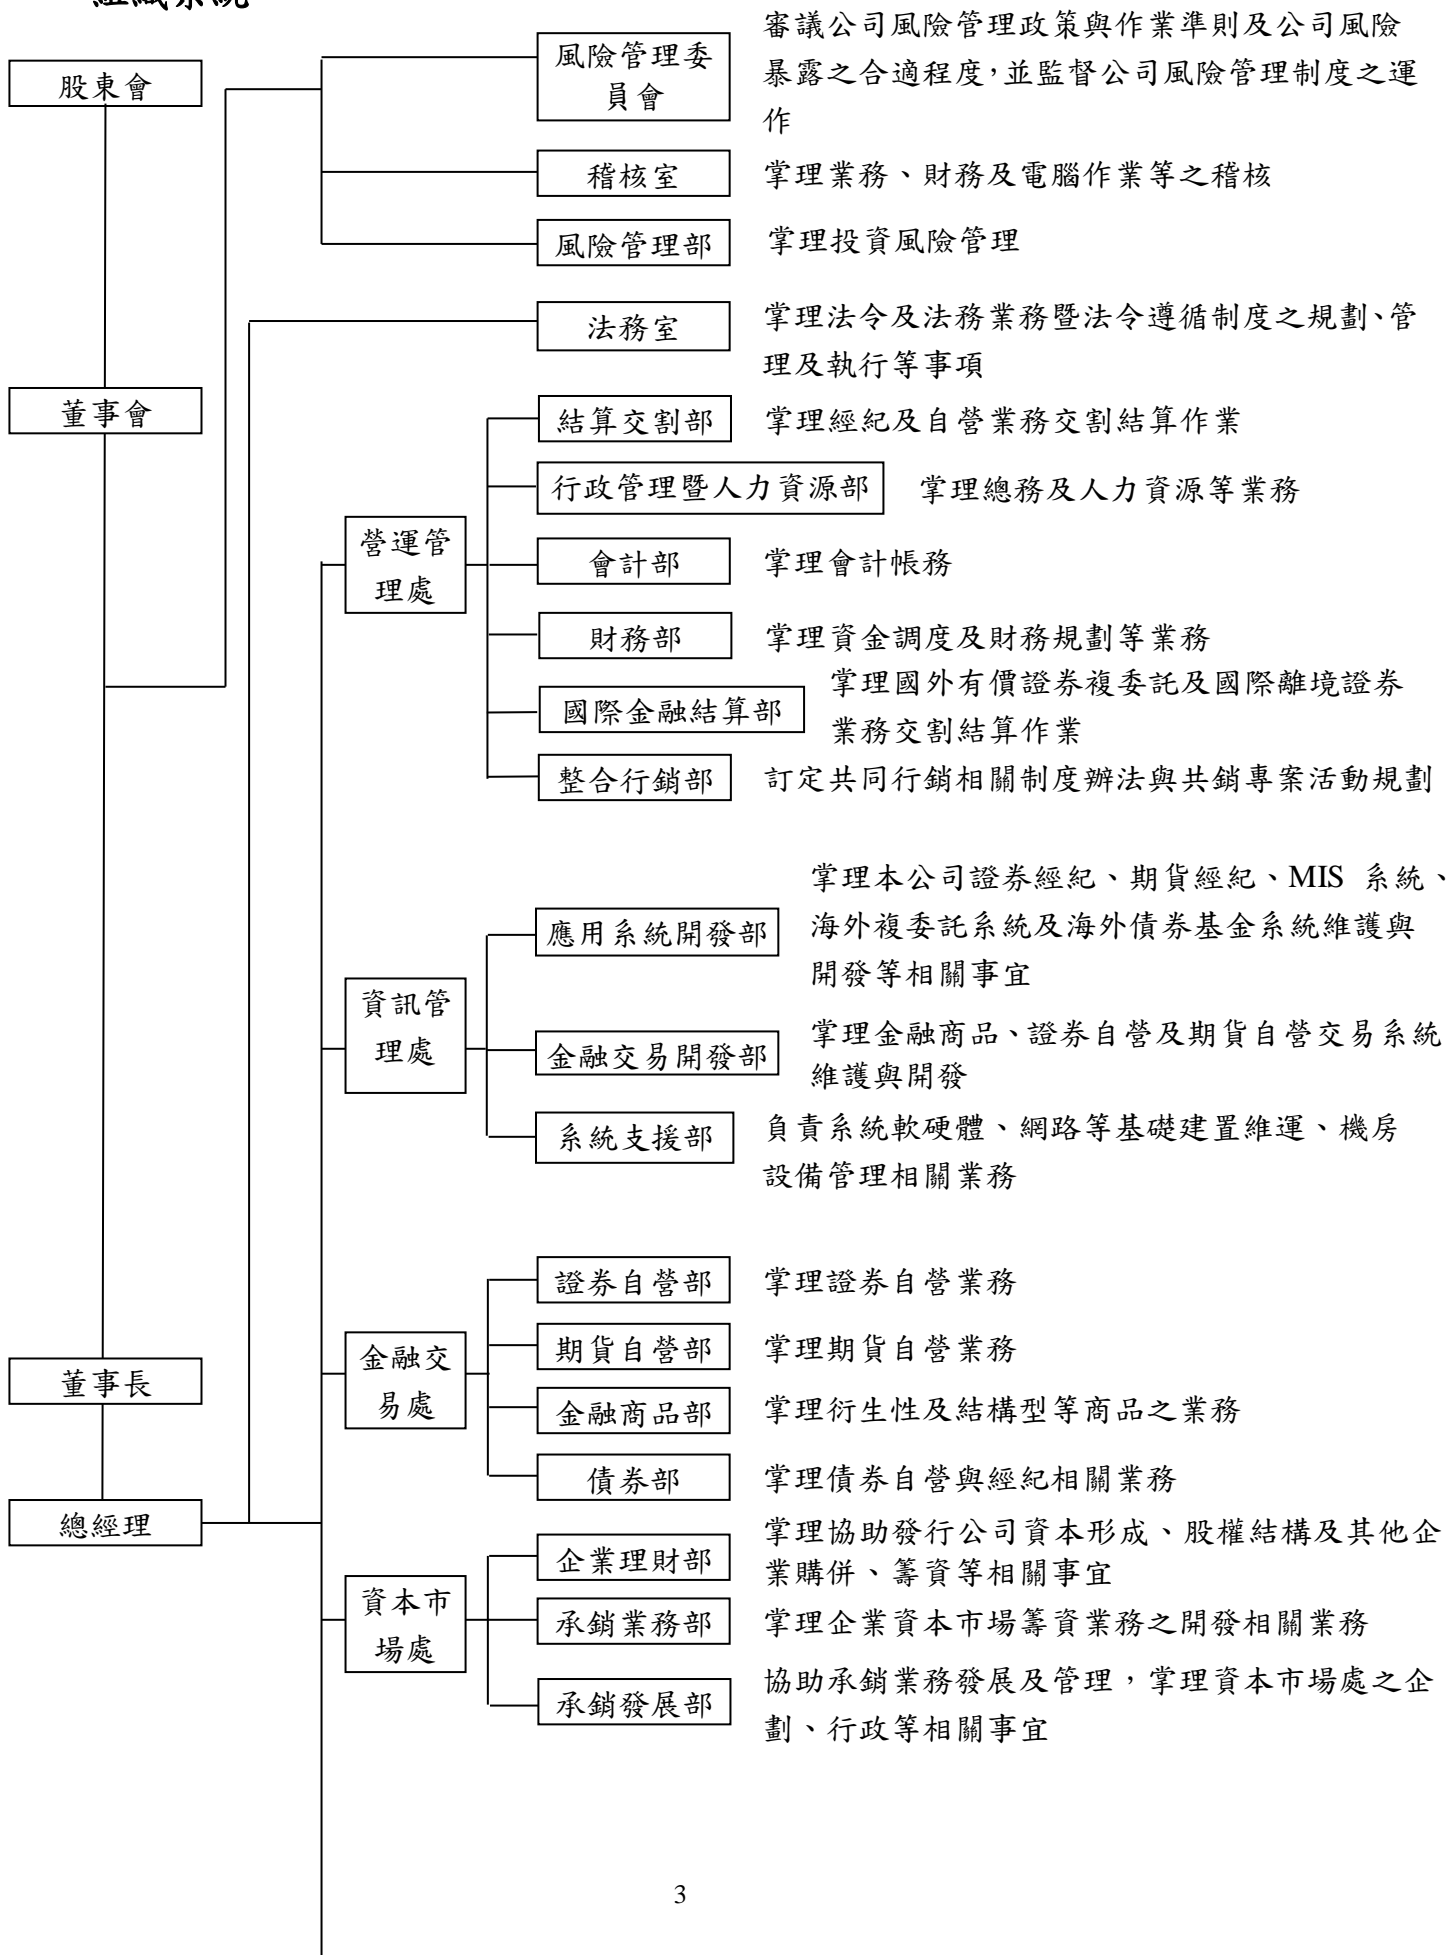 組織系統
股東會
風險管理委
員會
審議公司風險管理政策與作業準則及公司風險
暴露之合適程度，並監督公司風險管理制度之運
作
稽核室
掌理業務、財務及電腦作業等之稽核
風險管理部
掌理投資風險管理
法務室
掌理法令及法務業務暨法令遵循制度之規劃、管
理及執行等事項
董事會
營運管
理處
結算交割部
掌理經紀及自營業務交割結算作業
行政管理暨人力資源部
掌理總務及人力資源等業務
會計部
掌理會計帳務
財務部
掌理資金調度及財務規劃等業務
國際金融結算部
掌理國外有價證券複委託及國際離境證券
業務交割結算作業
整合行銷部
訂定共同行銷相關制度辦法與共銷專案活動規劃
資訊管
理處
應用系統開發部
掌理本公司證券經紀、期貨經紀、MIS 系統、
海外複委託系統及海外債券基金系統維護與
開發等相關事宜
金融交易開發部
掌理金融商品、證券自營及期貨自營交易系統
維護與開發
系統支援部
負責系統軟硬體、網路等基礎建置維運、機房
設備管理相關業務
董事長
金融交
易處
證券自營部
掌理證券自營業務
期貨自營部
掌理期貨自營業務
金融商品部
掌理衍生性及結構型等商品之業務
債券部
掌理債券自營與經紀相關業務
總經理
資本市
場處
企業理財部
掌理協助發行公司資本形成、股權結構及其他企
業購併、籌資等相關事宜
承銷業務部
掌理企業資本市場籌資業務之開發相關業務
承銷發展部
協助承銷業務發展及管理，掌理資本市場處之企
劃、行政等相關事宜
3